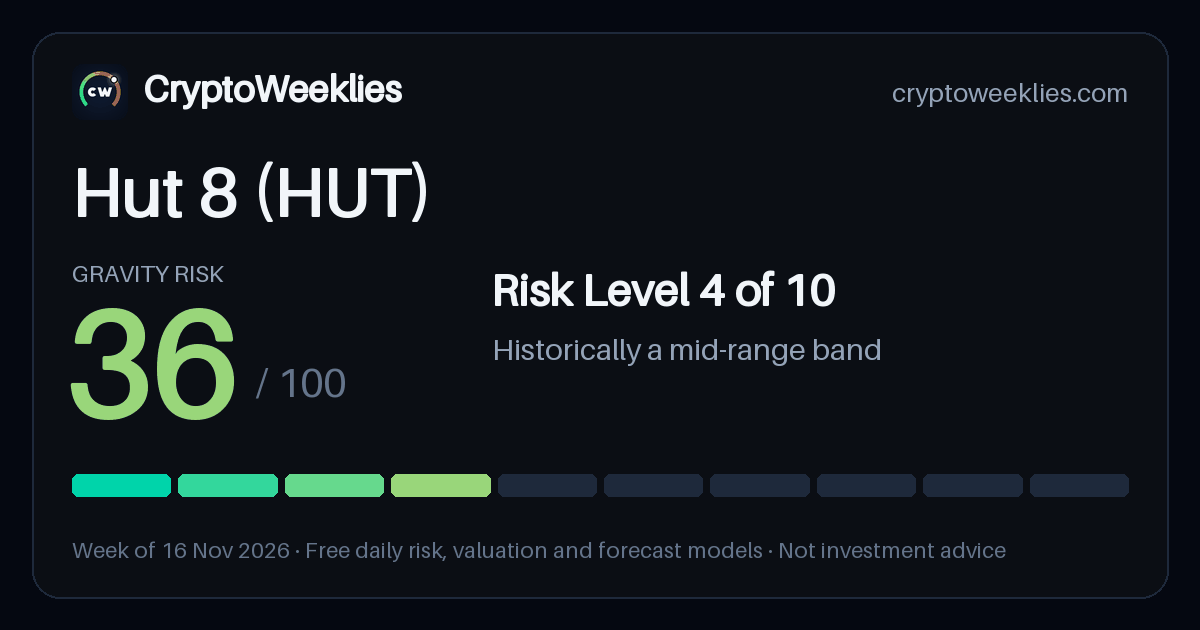 CW
CryptoWeeklies
cryptoweeklies.com
Hut 8 (HUT)
GRAVITY RISK
36 / 100
Risk Level 4 of 10
Historically a mid-range band
Week of 16 Nov 2026 · Free daily risk, valuation and forecast models · Not investment advice